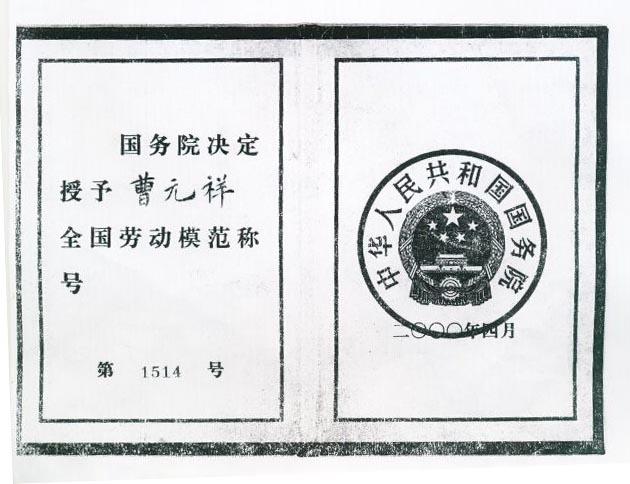 国务院决定
授予 曹元祥
全国劳动模范称
号
第 1514 号
中华人民共和国国务院
二〇〇〇年四月